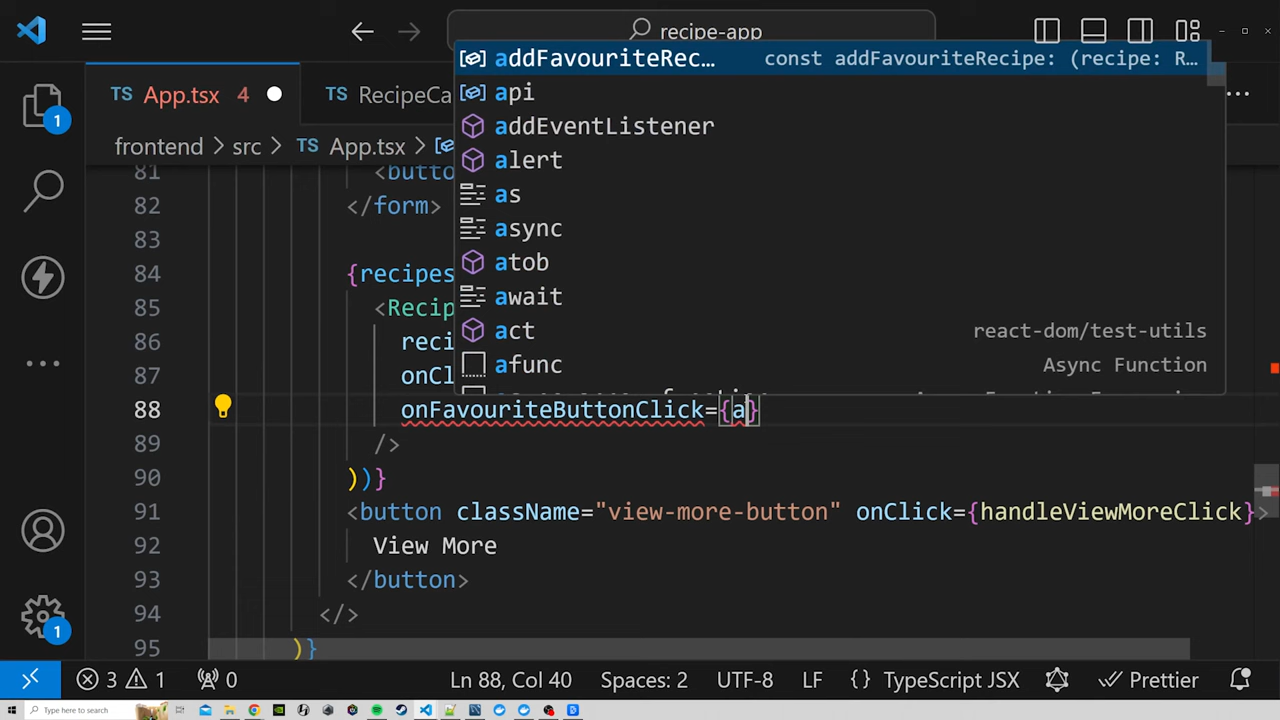 recipe-app
TS App.tsx 4
TS RecipeCa
frontend > src > TS App.tsx >
addFavouriteRec... const addFavouriteRecipe: (recipe: R...
api
addEventListener
alert
as
async
atob
await
act react-dom/test-utils
afunc Async Function
81 <butto
82 </form>
83
84 {recipes
85 <Recip
86 reci
87 onCl
88 onFavouriteButtonClick={a}
89 />
90 ))}
91 <button className="view-more-button" onClick={handleViewMoreClick}>
92 View More
93 </button>
94 </>
95 )}
1
1
3 1 0 Ln 88, Col 40 Spaces: 2 UTF-8 LF {} TypeScript JSX Prettier
Type here to search